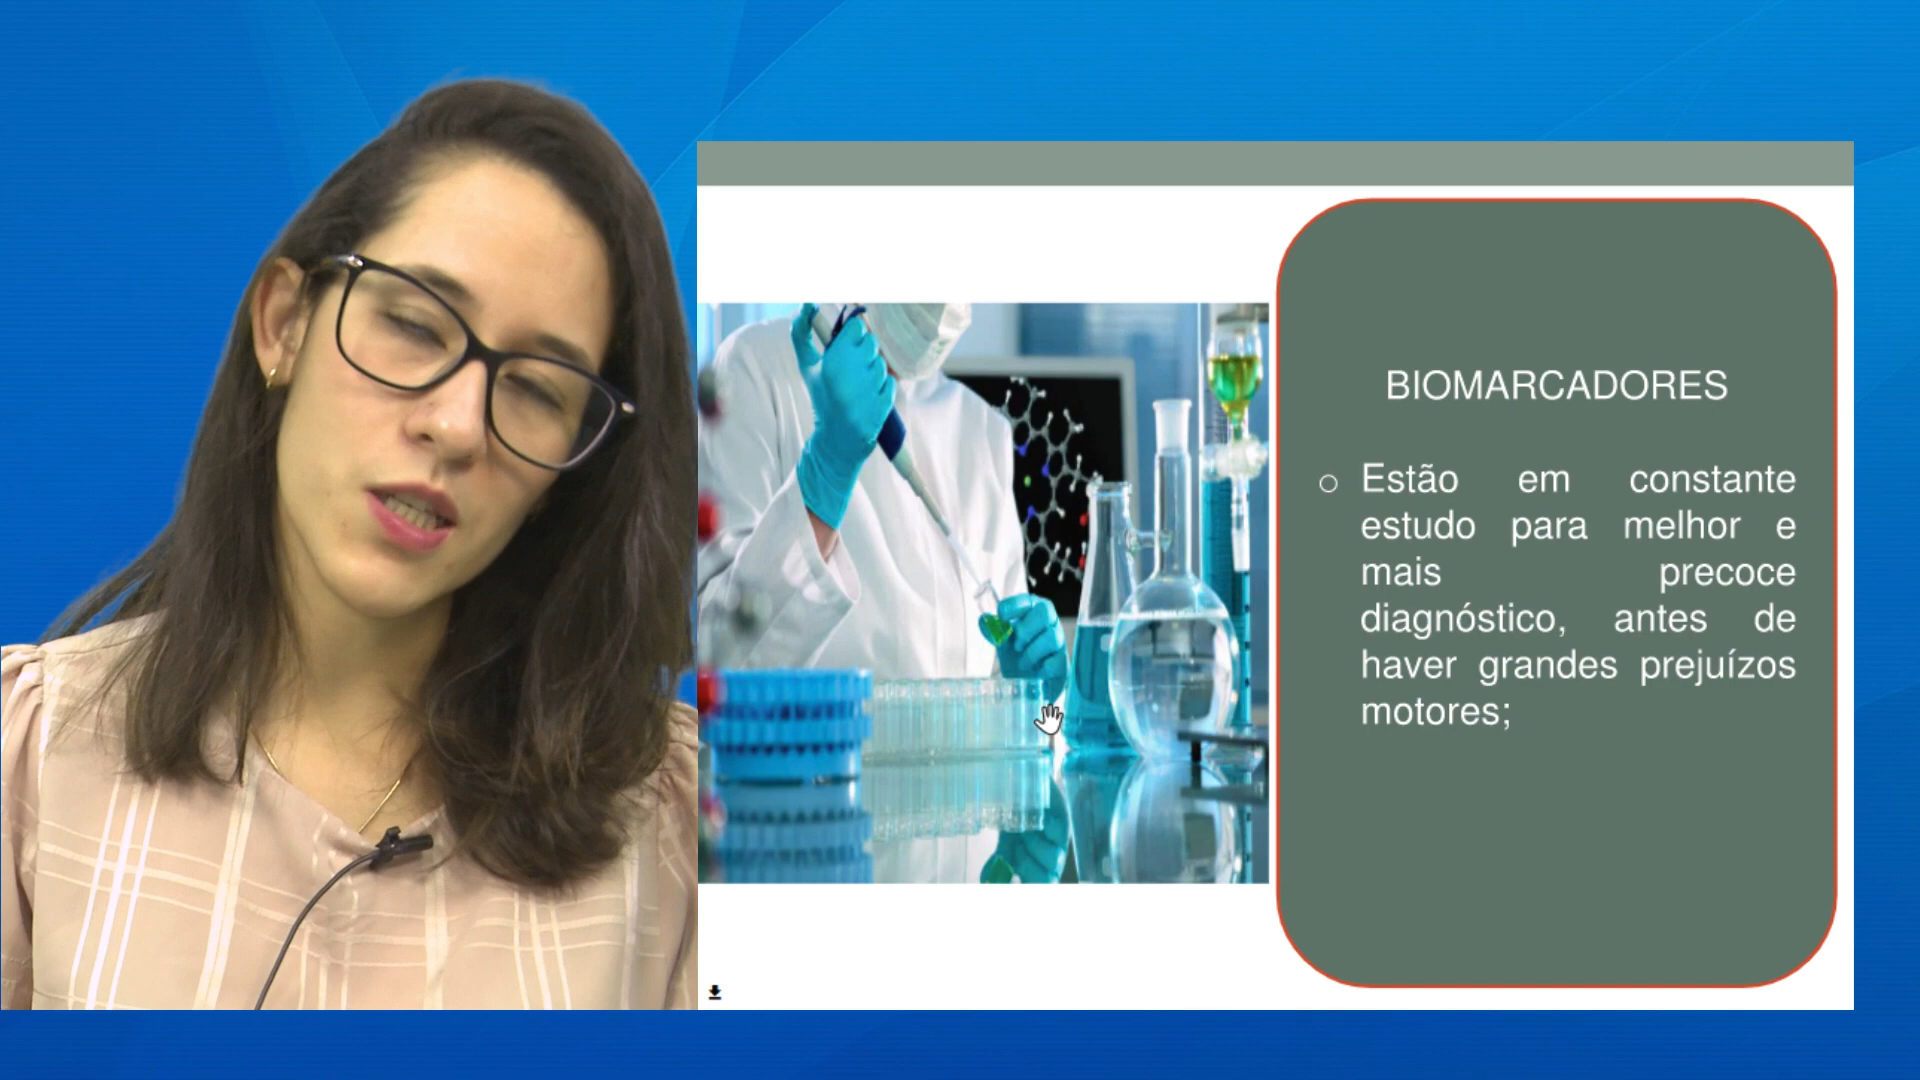 BIOMARCADORES
Estão em constante
estudo para melhor e
mais precoce
diagnóstico, antes de
haver grandes prejuízos
motores;